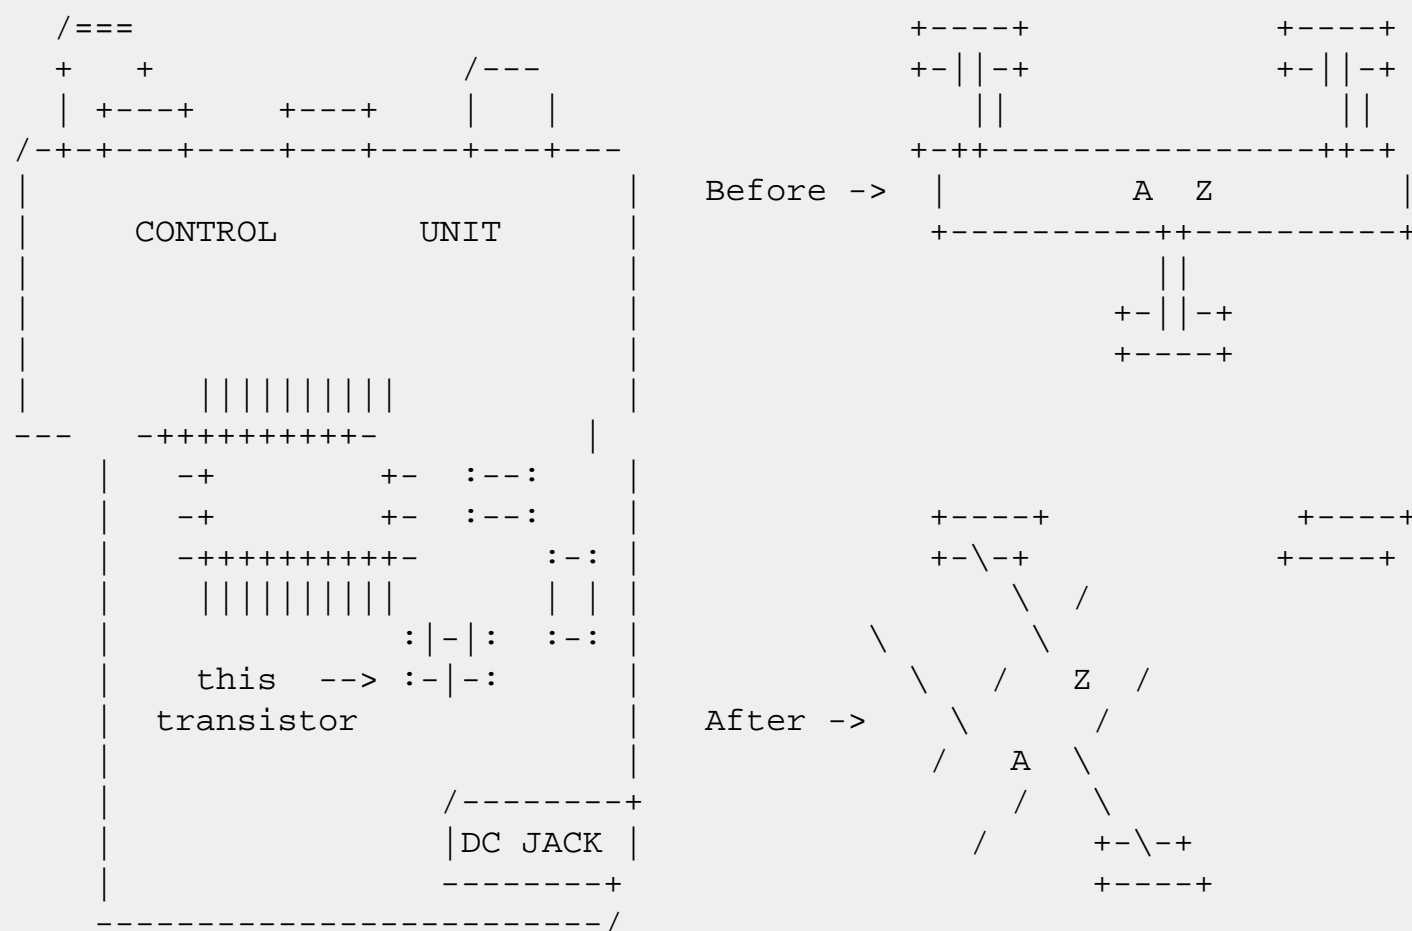 Before -> A Z
CONTROL UNIT
this -->
transistor
After ->
Z
A
DC JACK